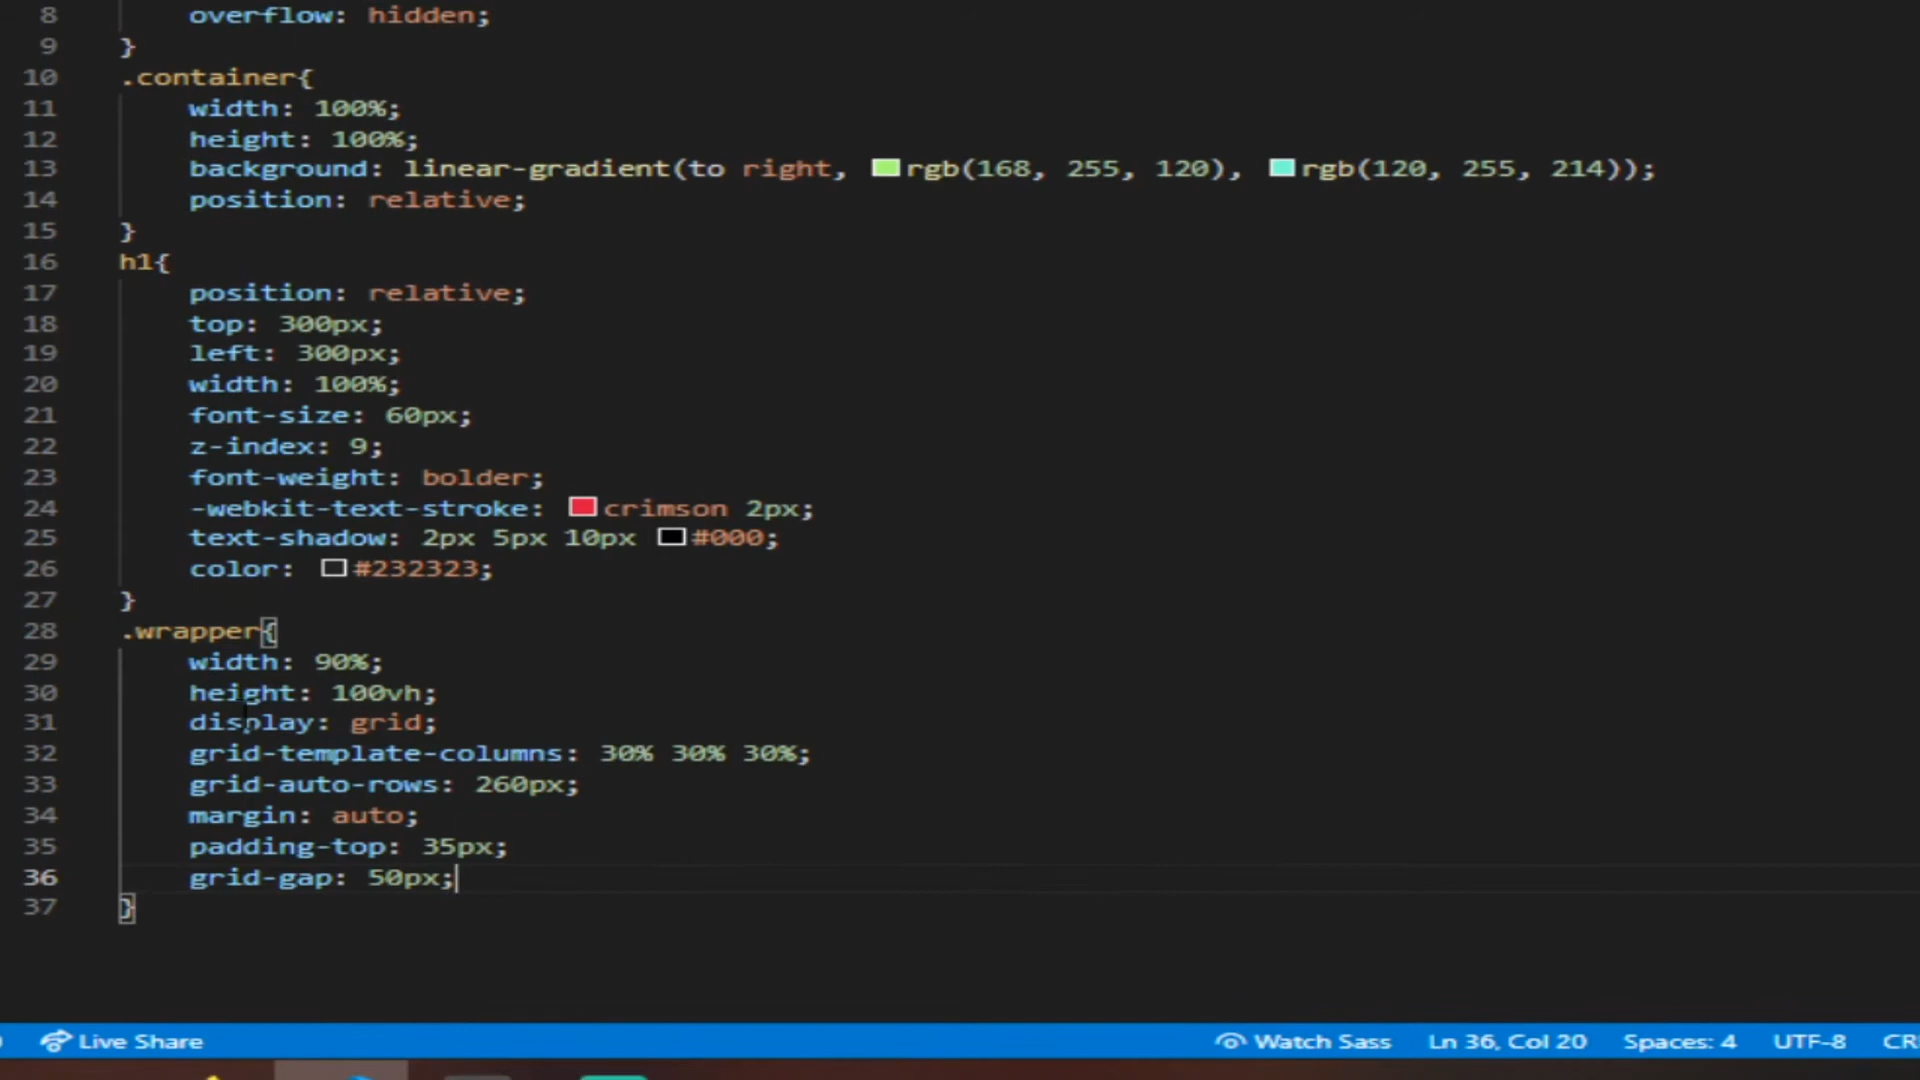 8 overflow: hidden;
9 }
10 .container{
11 width: 100%;
12 height: 100%;
13 background: linear-gradient(to right, rgb(168, 255, 120), rgb(120, 255, 214));
14 position: relative;
15 }
16 h1{
17 position: relative;
18 top: 300px;
19 left: 300px;
20 width: 100%;
21 font-size: 60px;
22 z-index: 9;
23 font-weight: bolder;
24 -webkit-text-stroke: crimson 2px;
25 text-shadow: 2px 5px 10px #000;
26 color: #232323;
27 }
28 .wrapper{
29 width: 90%;
30 height: 100vh;
31 display: grid;
32 grid-template-columns: 30% 30% 30%;
33 grid-auto-rows: 260px;
34 margin: auto;
35 padding-top: 35px;
36 grid-gap: 50px;
37 }
Live Share Watch Sass Ln 36, Col 20 Spaces: 4 UTF-8 CR